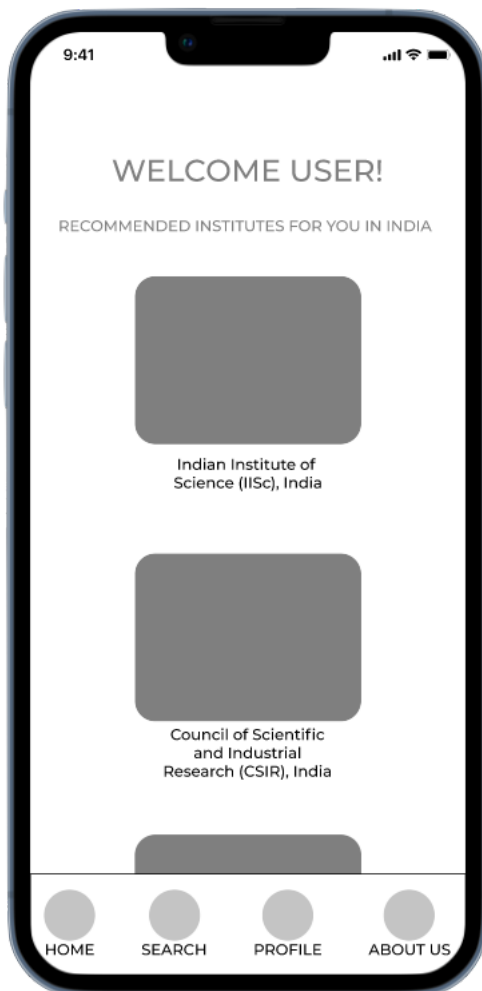 9:41
WELCOME USER!
RECOMMENDED INSTITUTES FOR YOU IN INDIA
Indian Institute of
Science (IISc), India
Council of Scientific
and Industrial
Research (CSIR), India
HOME SEARCH PROFILE ABOUT US